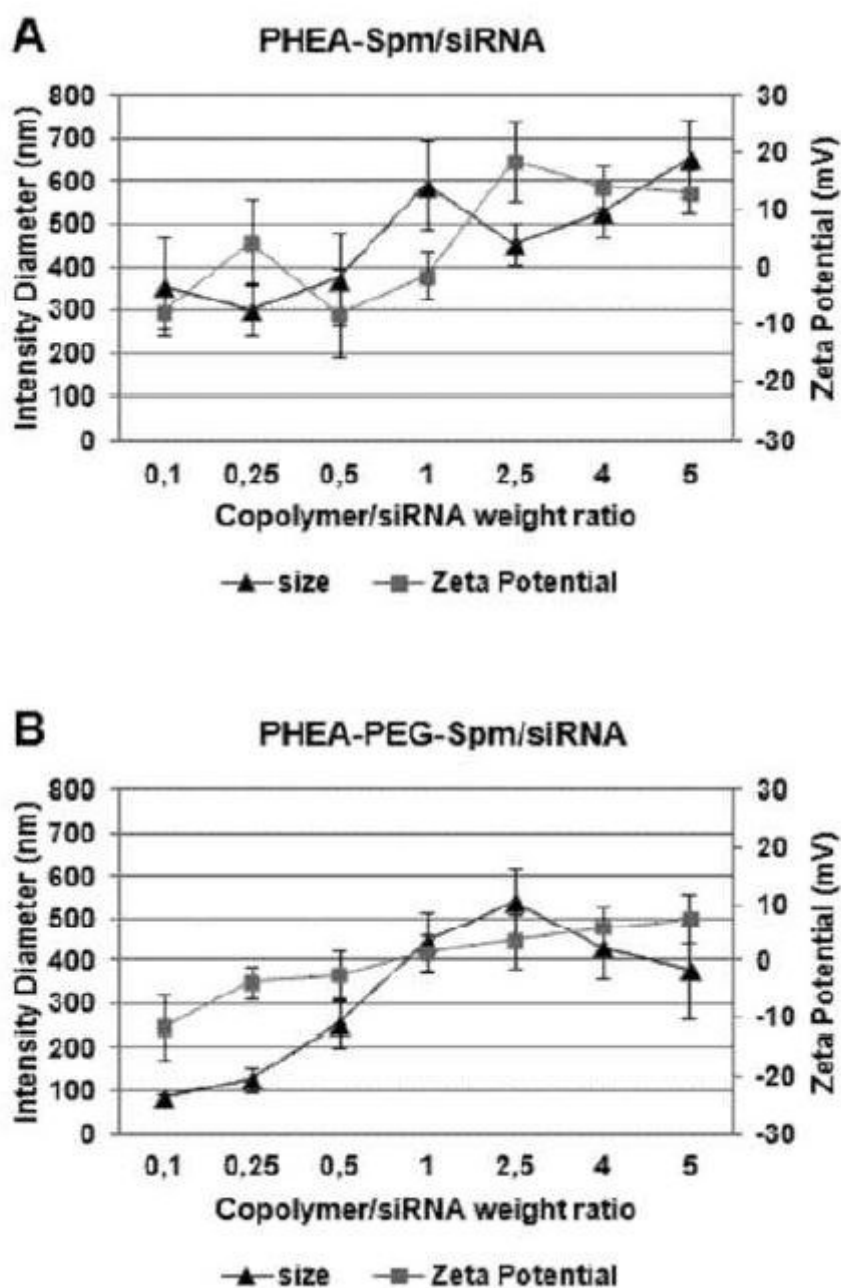 A
PHEA-Spm/siRNA
Intensity Diameter (nm)
800
700
600
500
400
300
200
100
0
30
20
10
0
-10
-20
-30
Zeta Potential (mV)
0,1 0,25 0,5 1 2,5 4 5
Copolymer/siRNA weight ratio
size Zeta Potential
B
PHEA-PEG-Spm/siRNA
Intensity Diameter (nm)
800
700
600
500
400
300
200
100
0
30
20
10
0
-10
-20
-30
Zeta Potential (mV)
0,1 0,25 0,5 1 2,5 4 5
Copolymer/siRNA weight ratio
size Zeta Potential